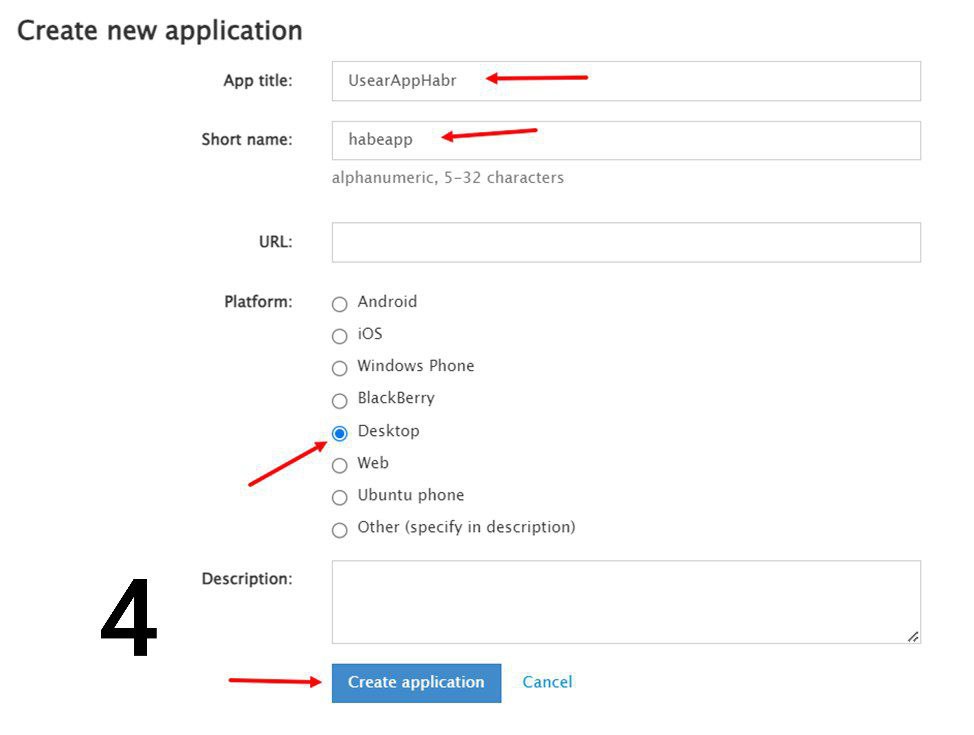 Create new application
App title: UsearAppHabr
Short name: habeapp
alphanumeric, 5-32 characters
URL:
Platform: Android
iOS
Windows Phone
BlackBerry
Desktop
Web
Ubuntu phone
Other (specify in description)
Description:
4
Create application Cancel